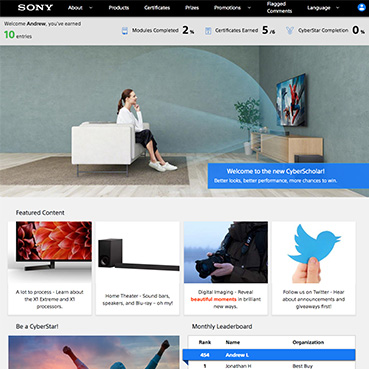 SONY
About Products Certificates Prizes Promotions Flagged Comments Language
Welcome Andrew, you've earned
10 entries
Modules Completed 2 %
Certificates Earned 5 /6
CyberStar Completion 0 %
Welcome to the new CyberScholar!
Better looks, better performance, more chances to win.
Featured Content
A lot to process - Learn about
the X1 Extreme and X1
processors.
Home Theater - Sound bars,
speakers, and Blu-ray - oh my!
Digital Imaging - Reveal
beautiful moments in brilliant
new ways.
Follow us on Twitter - Hear
about announcements and
giveaways first!
Be a CyberStar!
Monthly Leaderboard
Rank Name Organization
454 Andrew I.
1 Jonathan H Best Buy